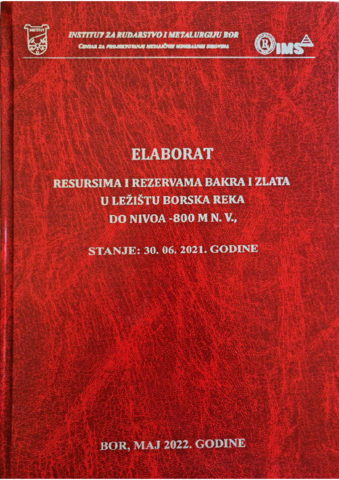 INSTITUT ZA RUDARSTVO I METALURGIJU BOR
CENTAR ZA PROJEKTOVANJE METALIČNIH MINERALNIH SIROVINA
IMS
ELABORAT
RESURSIMA I REZERVAMA BAKRA I ZLATA
U LEŽIŠTU BORSKA REKA
DO NIVOA -800 M N. V.,
STANJE: 30. 06. 2021. GODINE
BOR, MAJ 2022. GODINE